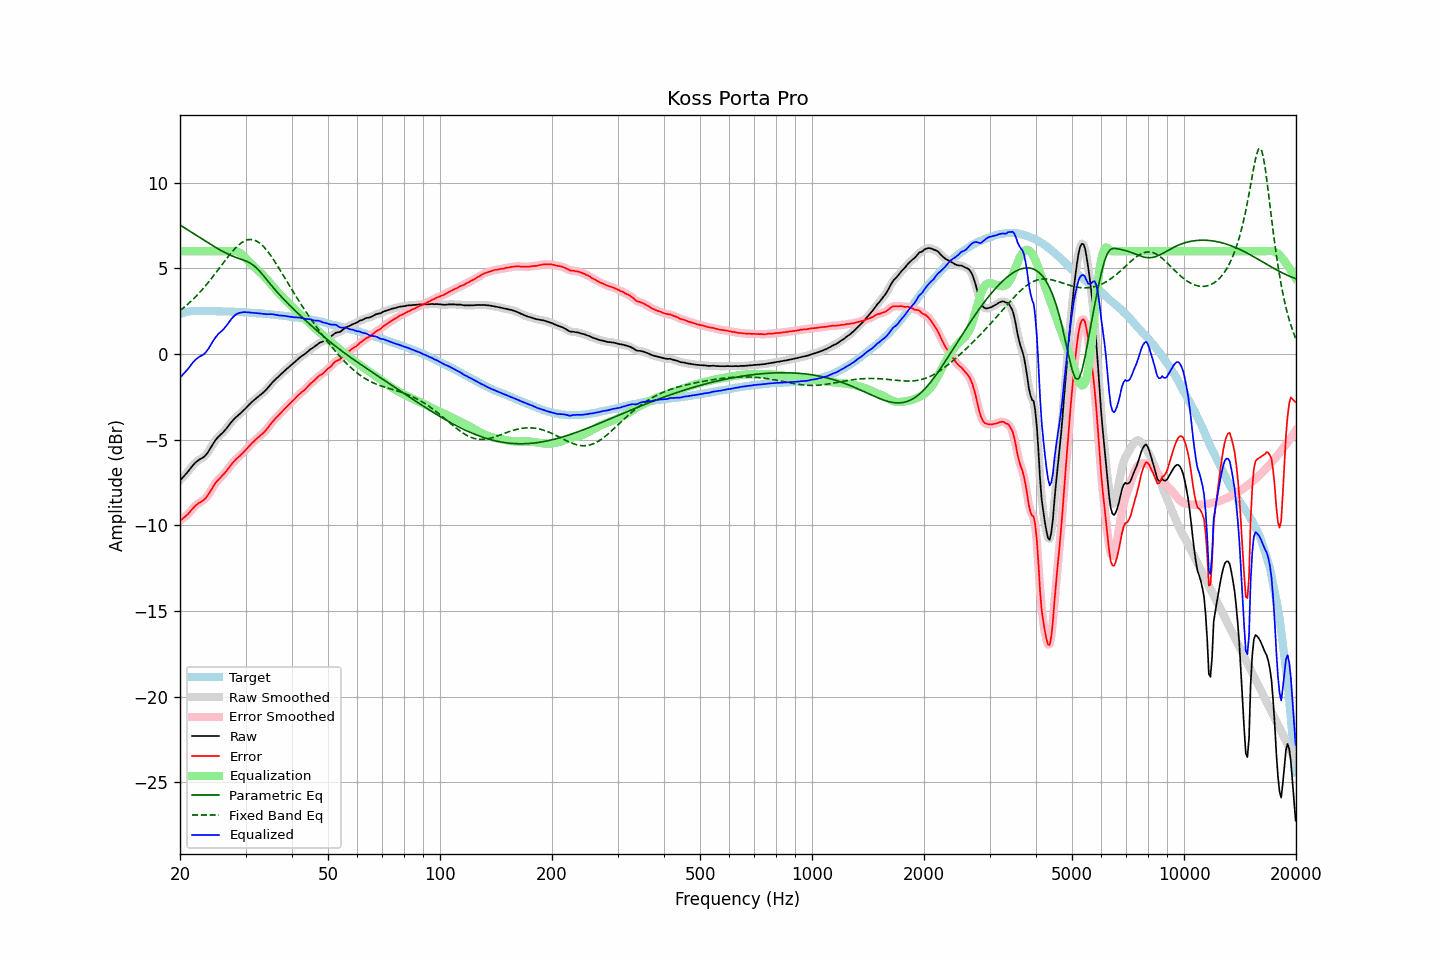 Koss Porta Pro
Amplitude (dBr)
10
5
0
−5
−10
−15
−20
−25
Target
Raw Smoothed
Error Smoothed
Raw
Error
Equalization
Parametric Eq
Fixed Band Eq
Equalized
20 50 100 200 500 1000 2000 5000 10000 20000
Frequency (Hz)